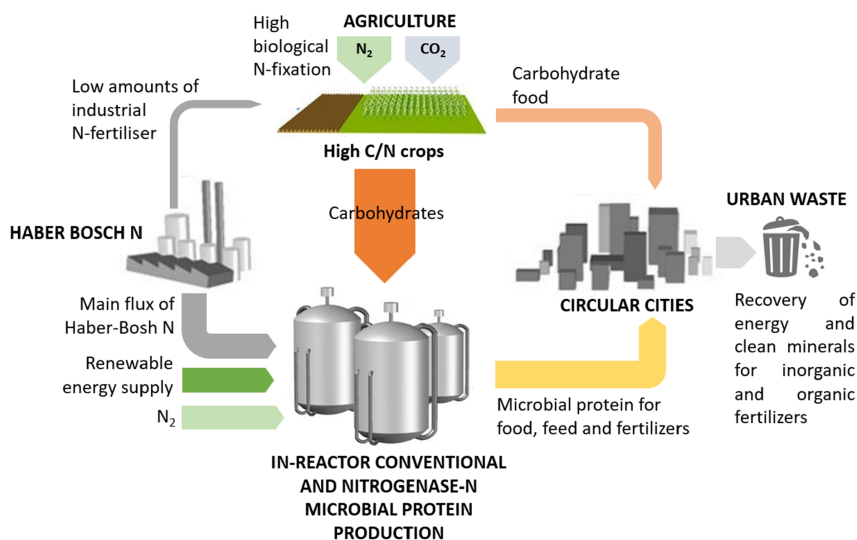 High
biological
N-fixation
AGRICULTURE
N₂
CO₂
Low amounts of
industrial
N-fertiliser
Carbohydrate
food
High C/N crops
Carbohydrates
HABER BOSCH N
URBAN WASTE
CIRCULAR CITIES
Main flux of
Haber-Bosh N
Renewable
energy supply
N₂
Recovery of
energy and
clean minerals
for inorganic
and organic
fertilizers
Microbial protein for
food, feed and fertilizers
IN-REACTOR CONVENTIONAL
AND NITROGENASE-N
MICROBIAL PROTEIN
PRODUCTION